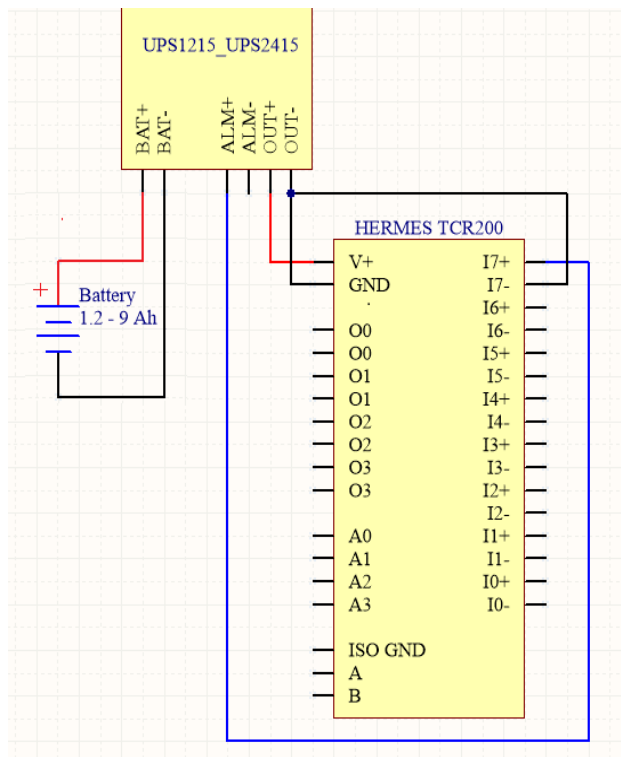 UPS1215_UPS2415
BAT+
BAT-
ALM+
ALM-
OUT+
OUT-
HERMES TCR200
V+ I7+
GND I7-
I6+
O0 I6-
O0 I5+
O1 I5-
O1 I4+
O2 I4-
O2 I3+
O3 I3-
O3 I2+
I2-
A0 I1+
A1 I1-
A2 I0+
A3 I0-
ISO GND
A
B
+
Battery
1.2 - 9 Ah